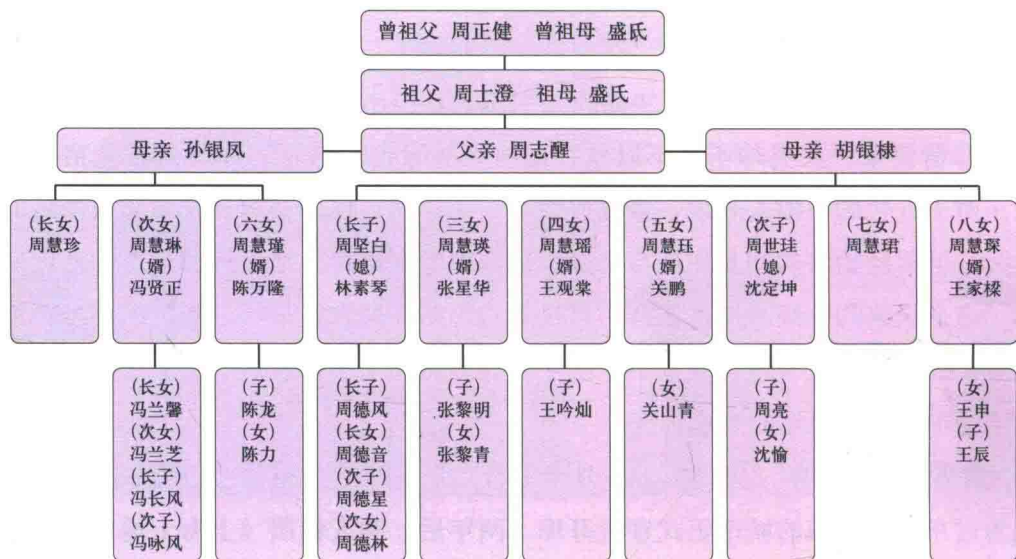 曾祖父 周正健 曾祖母 盛氏
祖父 周士澄 祖母 盛氏
母亲 孙银凤
父亲 周志醒
母亲 胡银棣
(长女)
周慧珍
(次女)
周慧琳
(婿)
冯贤正
(六女)
周慧瑾
(婿)
陈万隆
(长子)
周坚白
(媳)
林素琴
(三女)
周慧瑛
(婿)
张星华
(四女)
周慧瑶
(婿)
王观棠
(五女)
周慧珏
(婿)
关鹏
(次子)
周世珪
(媳)
沈定坤
(七女)
周慧珺
(八女)
周慧琛
(婿)
王家樑
(长女)
冯兰馨
(次女)
冯兰芝
(长子)
冯长风
(次子)
冯咏风
(子)
陈龙
(女)
陈力
(长子)
周德风
(长女)
周德音
(次子)
周德星
(次女)
周德林
(子)
张黎明
(女)
张黎青
(子)
王吟灿
(女)
关山青
(子)
周亮
(女)
沈愉
(女)
王申
(子)
王辰